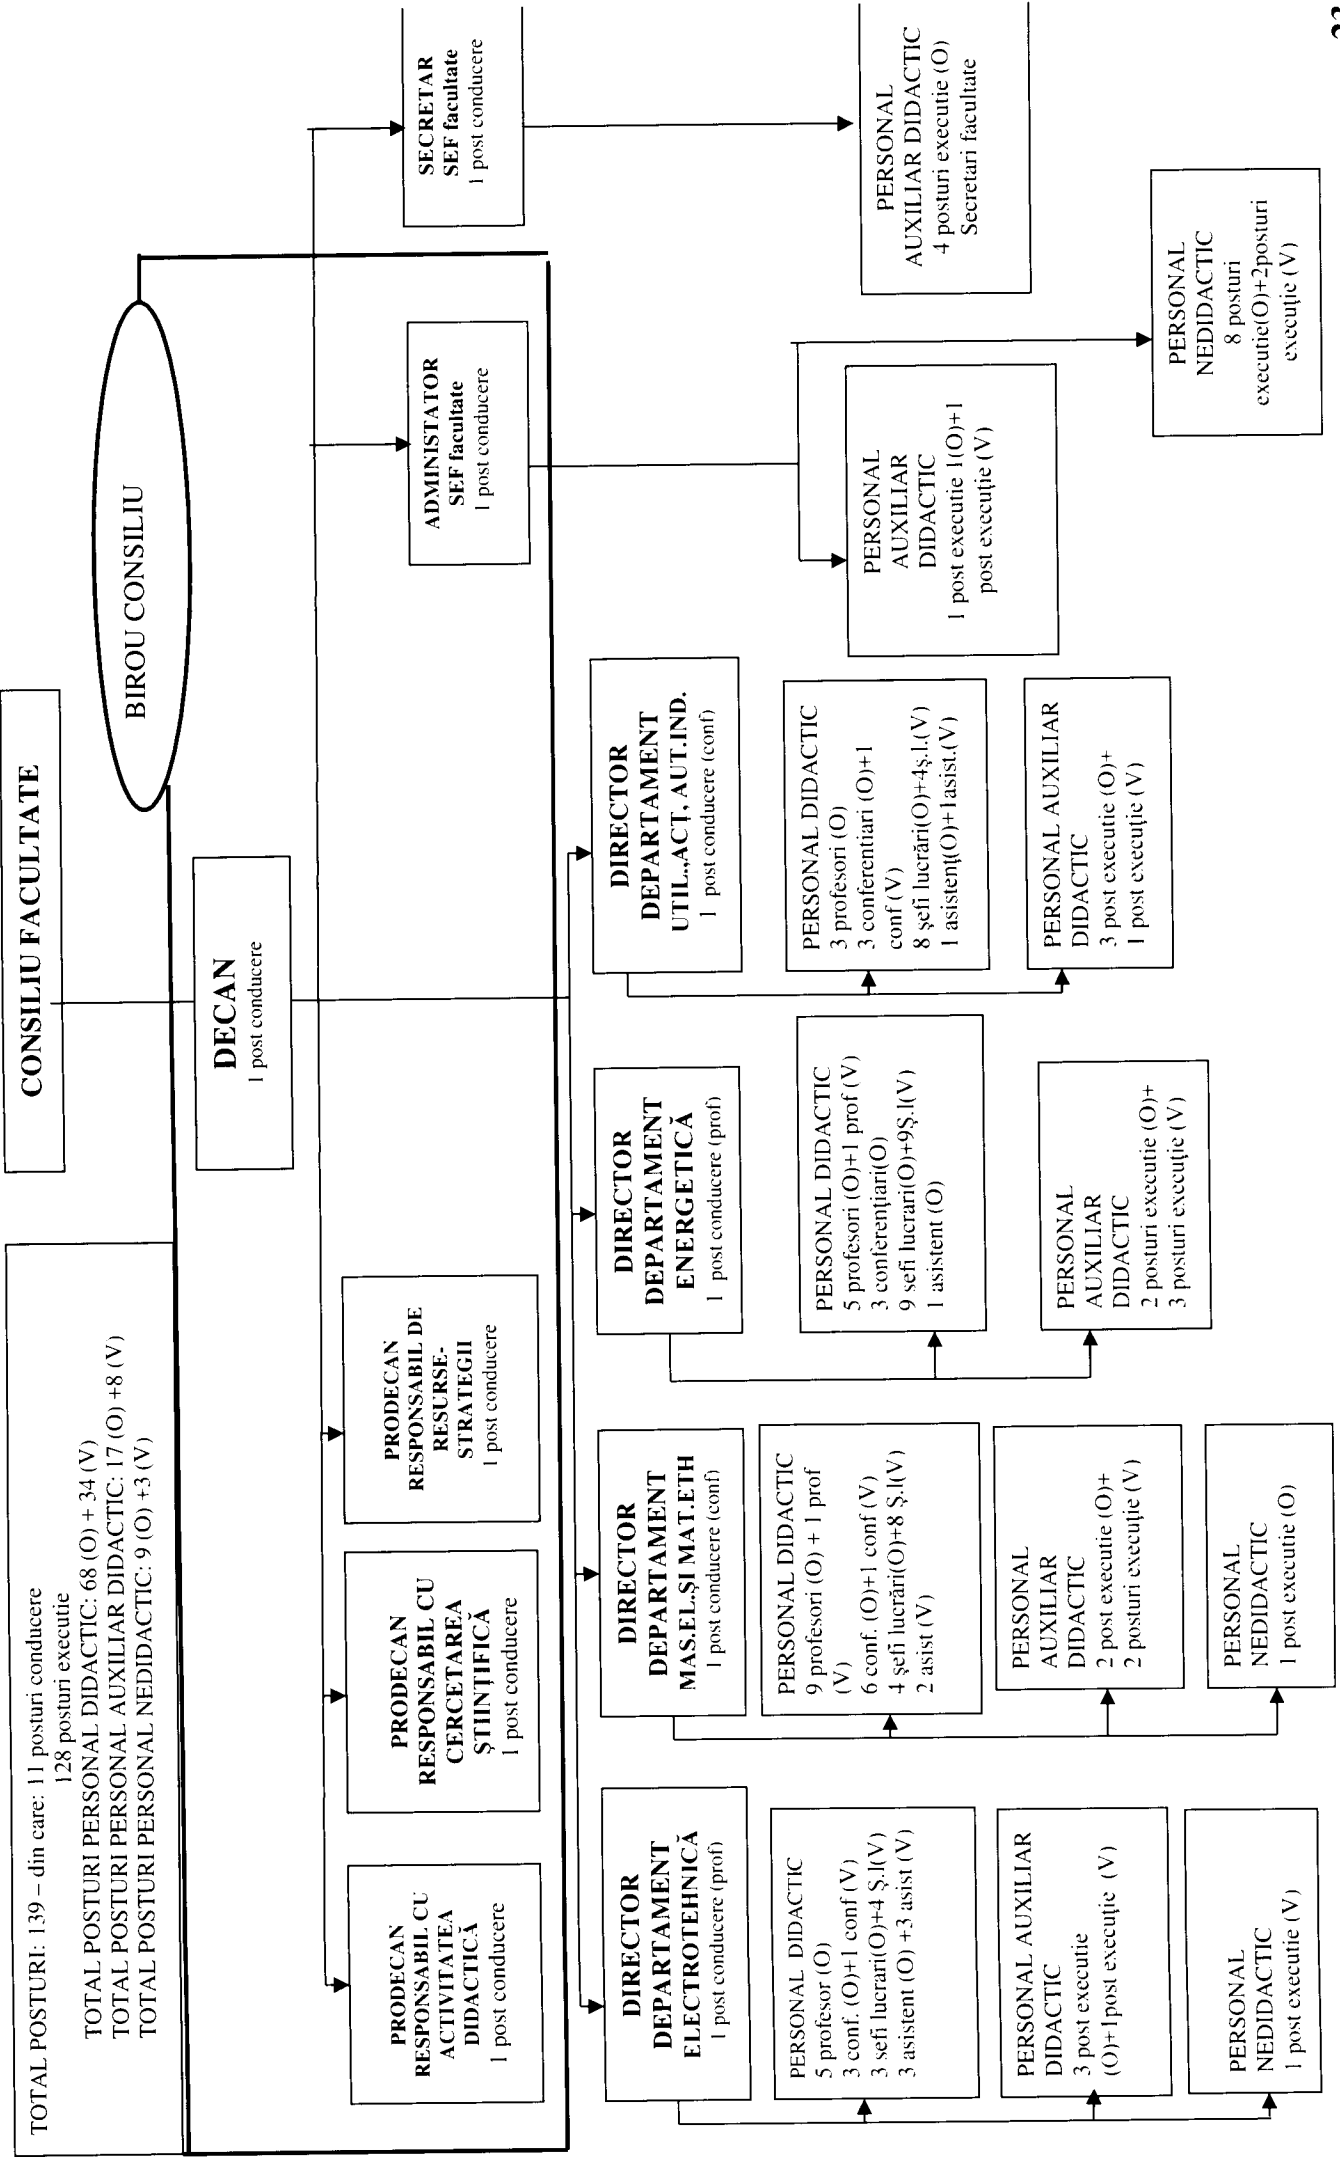 CONSILIU FACULTATE
TOTAL POSTURI: 139 – din care: 11 posturi conducere
128 posturi executie
TOTAL POSTURI PERSONAL DIDACTIC: 68 (O) + 34 (V)
TOTAL POSTURI PERSONAL AUXILIAR DIDACTIC: 17 (O) +8 (V)
TOTAL POSTURI PERSONAL NEDIDACTIC: 9 (O) +3 (V)
BIROU CONSILIU
DECAN
1 post conducere
PRODECAN
RESPONSABIL CU
ACTIVITATEA
DIDACTICĂ
1 post conducere
PRODECAN
RESPONSABIL CU
CERCETAREA
ŞTIINŢIFICĂ
1 post conducere
PRODECAN
RESPONSABIL DE
RESURSE-
STRATEGII
1 post conducere
ADMINISTATOR
SEF facultate
1 post conducere
SECRETAR
SEF facultate
1 post conducere
DIRECTOR
DEPARTAMENT
ELECTROTEHNICĂ
1 post conducere (prof)
DIRECTOR
DEPARTAMENT
MAS.EL.ŞI MAT.ETH
1 post conducere (conf)
DIRECTOR
DEPARTAMENT
ENERGETICĂ
1 post conducere (prof)
DIRECTOR
DEPARTAMENT
UTIL.,ACŢ, AUT.IND.
1 post conducere (conf)
PERSONAL DIDACTIC
5 profesor (O)
3 conf. (O)+1 conf (V)
3 sefi lucrari(O)+4 Ş.l(V)
3 asistent (O) +3 asist (V)
PERSONAL DIDACTIC
9 profesori (O) + 1 prof
(V)
6 conf. (O)+1 conf (V)
4 şefi lucrări(O)+8 Ş.l(V)
2 asist (V)
PERSONAL DIDACTIC
5 profesori (O)+1 prof (V)
3 conferenţiari(O)
9 sefi lucrari(O)+9Ş.l(V)
1 asistent (O)
PERSONAL DIDACTIC
3 profesori (O)
3 conferentiari (O)+1
conf (V)
8 şefi lucrări(O)+4ş.l.(V)
1 asistenţ(O)+1asist.(V)
PERSONAL
AUXILIAR
DIDACTIC
1 post executie 1(O)+1
post execuţie (V)
PERSONAL
AUXILIAR DIDACTIC
4 posturi executie (O)
Secretari facultate
PERSONAL AUXILIAR
DIDACTIC
3 post executie
(O)+1post execuţie (V)
PERSONAL
AUXILIAR
DIDACTIC
2 post executie (O)+
2 posturi execuţie (V)
PERSONAL
AUXILIAR
DIDACTIC
2 posturi executie (O)+
3 posturi execuţie (V)
PERSONAL AUXILIAR
DIDACTIC
3 post executie (O)+
1 post execuţie (V)
PERSONAL
NEDIDACTIC
8 posturi
executie(O)+2posturi
execuţie (V)
PERSONAL
NEDIDACTIC
1 post executie (V)
PERSONAL
NEDIDACTIC
1 post executie (O)